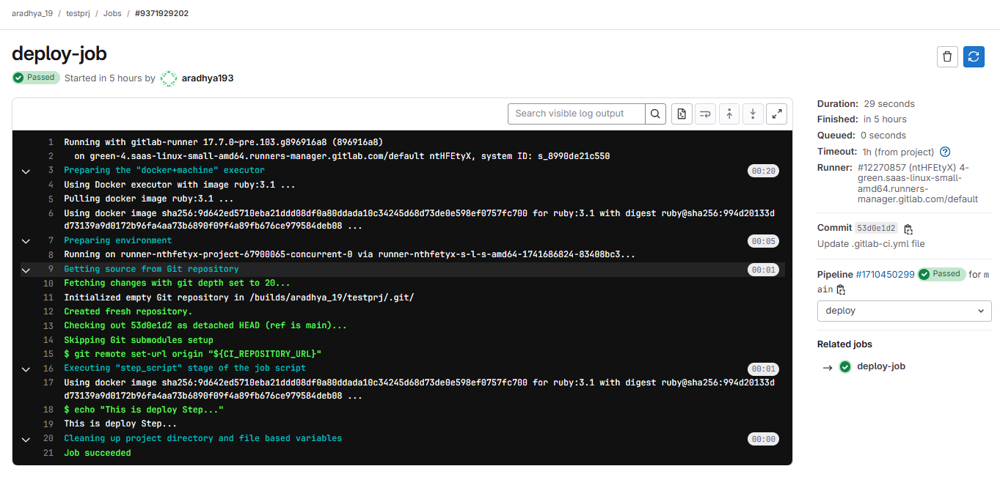 aradhya_19 / testprj / Jobs / #9371929202
deploy-job
Passed Started in 5 hours by aradhya193
Search visible log output
1 Running with gitlab-runner 17.7.0~pre.103.g896916a8 (896916a8)
2 on green-4.saas-linux-small-amd64.runners-manager.gitlab.com/default ntHFEtyX, system ID: s_8990de21c550
3 Preparing the "docker+machine" executor 00:20
4 Using Docker executor with image ruby:3.1 ...
5 Pulling docker image ruby:3.1 ...
6 Using docker image sha256:9d642ed5710eba21ddd08df0a80ddada10c34245d68d73de0e598ef0757fc700 for ruby:3.1 with digest ruby@sha256:994d20133d
d73139a9d0172b96fa4aa73b6890f09f4a89fb676ce979584deb08 ...
7 Preparing environment 00:05
8 Running on runner-nthfetyx-project-67900065-concurrent-0 via runner-nthfetyx-s-l-s-amd64-1741686824-83408bc3...
9 Getting source from Git repository 00:01
10 Fetching changes with git depth set to 20...
11 Initialized empty Git repository in /builds/aradhya_19/testprj/.git/
12 Created fresh repository.
13 Checking out 53d0e1d2 as detached HEAD (ref is main)...
14 Skipping Git submodules setup
15 $ git remote set-url origin "${CI_REPOSITORY_URL}"
16 Executing "step_script" stage of the job script 00:01
17 Using docker image sha256:9d642ed5710eba21ddd08df0a80ddada10c34245d68d73de0e598ef0757fc700 for ruby:3.1 with digest ruby@sha256:994d20133d
d73139a9d0172b96fa4aa73b6890f09f4a89fb676ce979584deb08 ...
18 $ echo "This is deploy Step..."
19 This is deploy Step...
20 Cleaning up project directory and file based variables 00:00
21 Job succeeded
Duration: 29 seconds
Finished: in 5 hours
Queued: 0 seconds
Timeout: 1h (from project)
Runner: #12270857 (ntHFEtyX) 4-
green.saas-linux-small-
amd64.runners-
manager.gitlab.com/default
Commit 53d0e1d2
Update .gitlab-ci.yml file
Pipeline #1710450299 Passed for m
ain
deploy
Related jobs
→ deploy-job